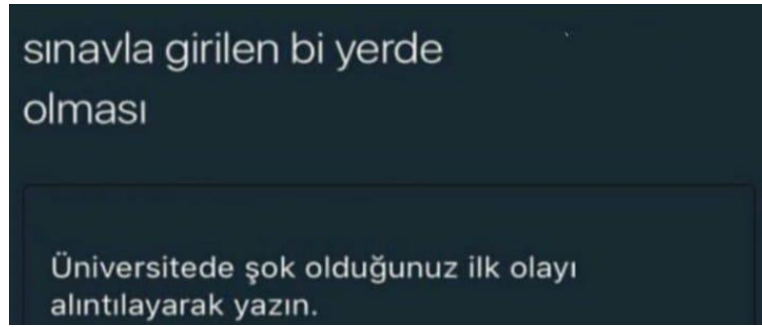 sınavla girilen bi yerde
olması
Üniversitede şok olduğunuz ilk olayı
alıntılayarak yazın.